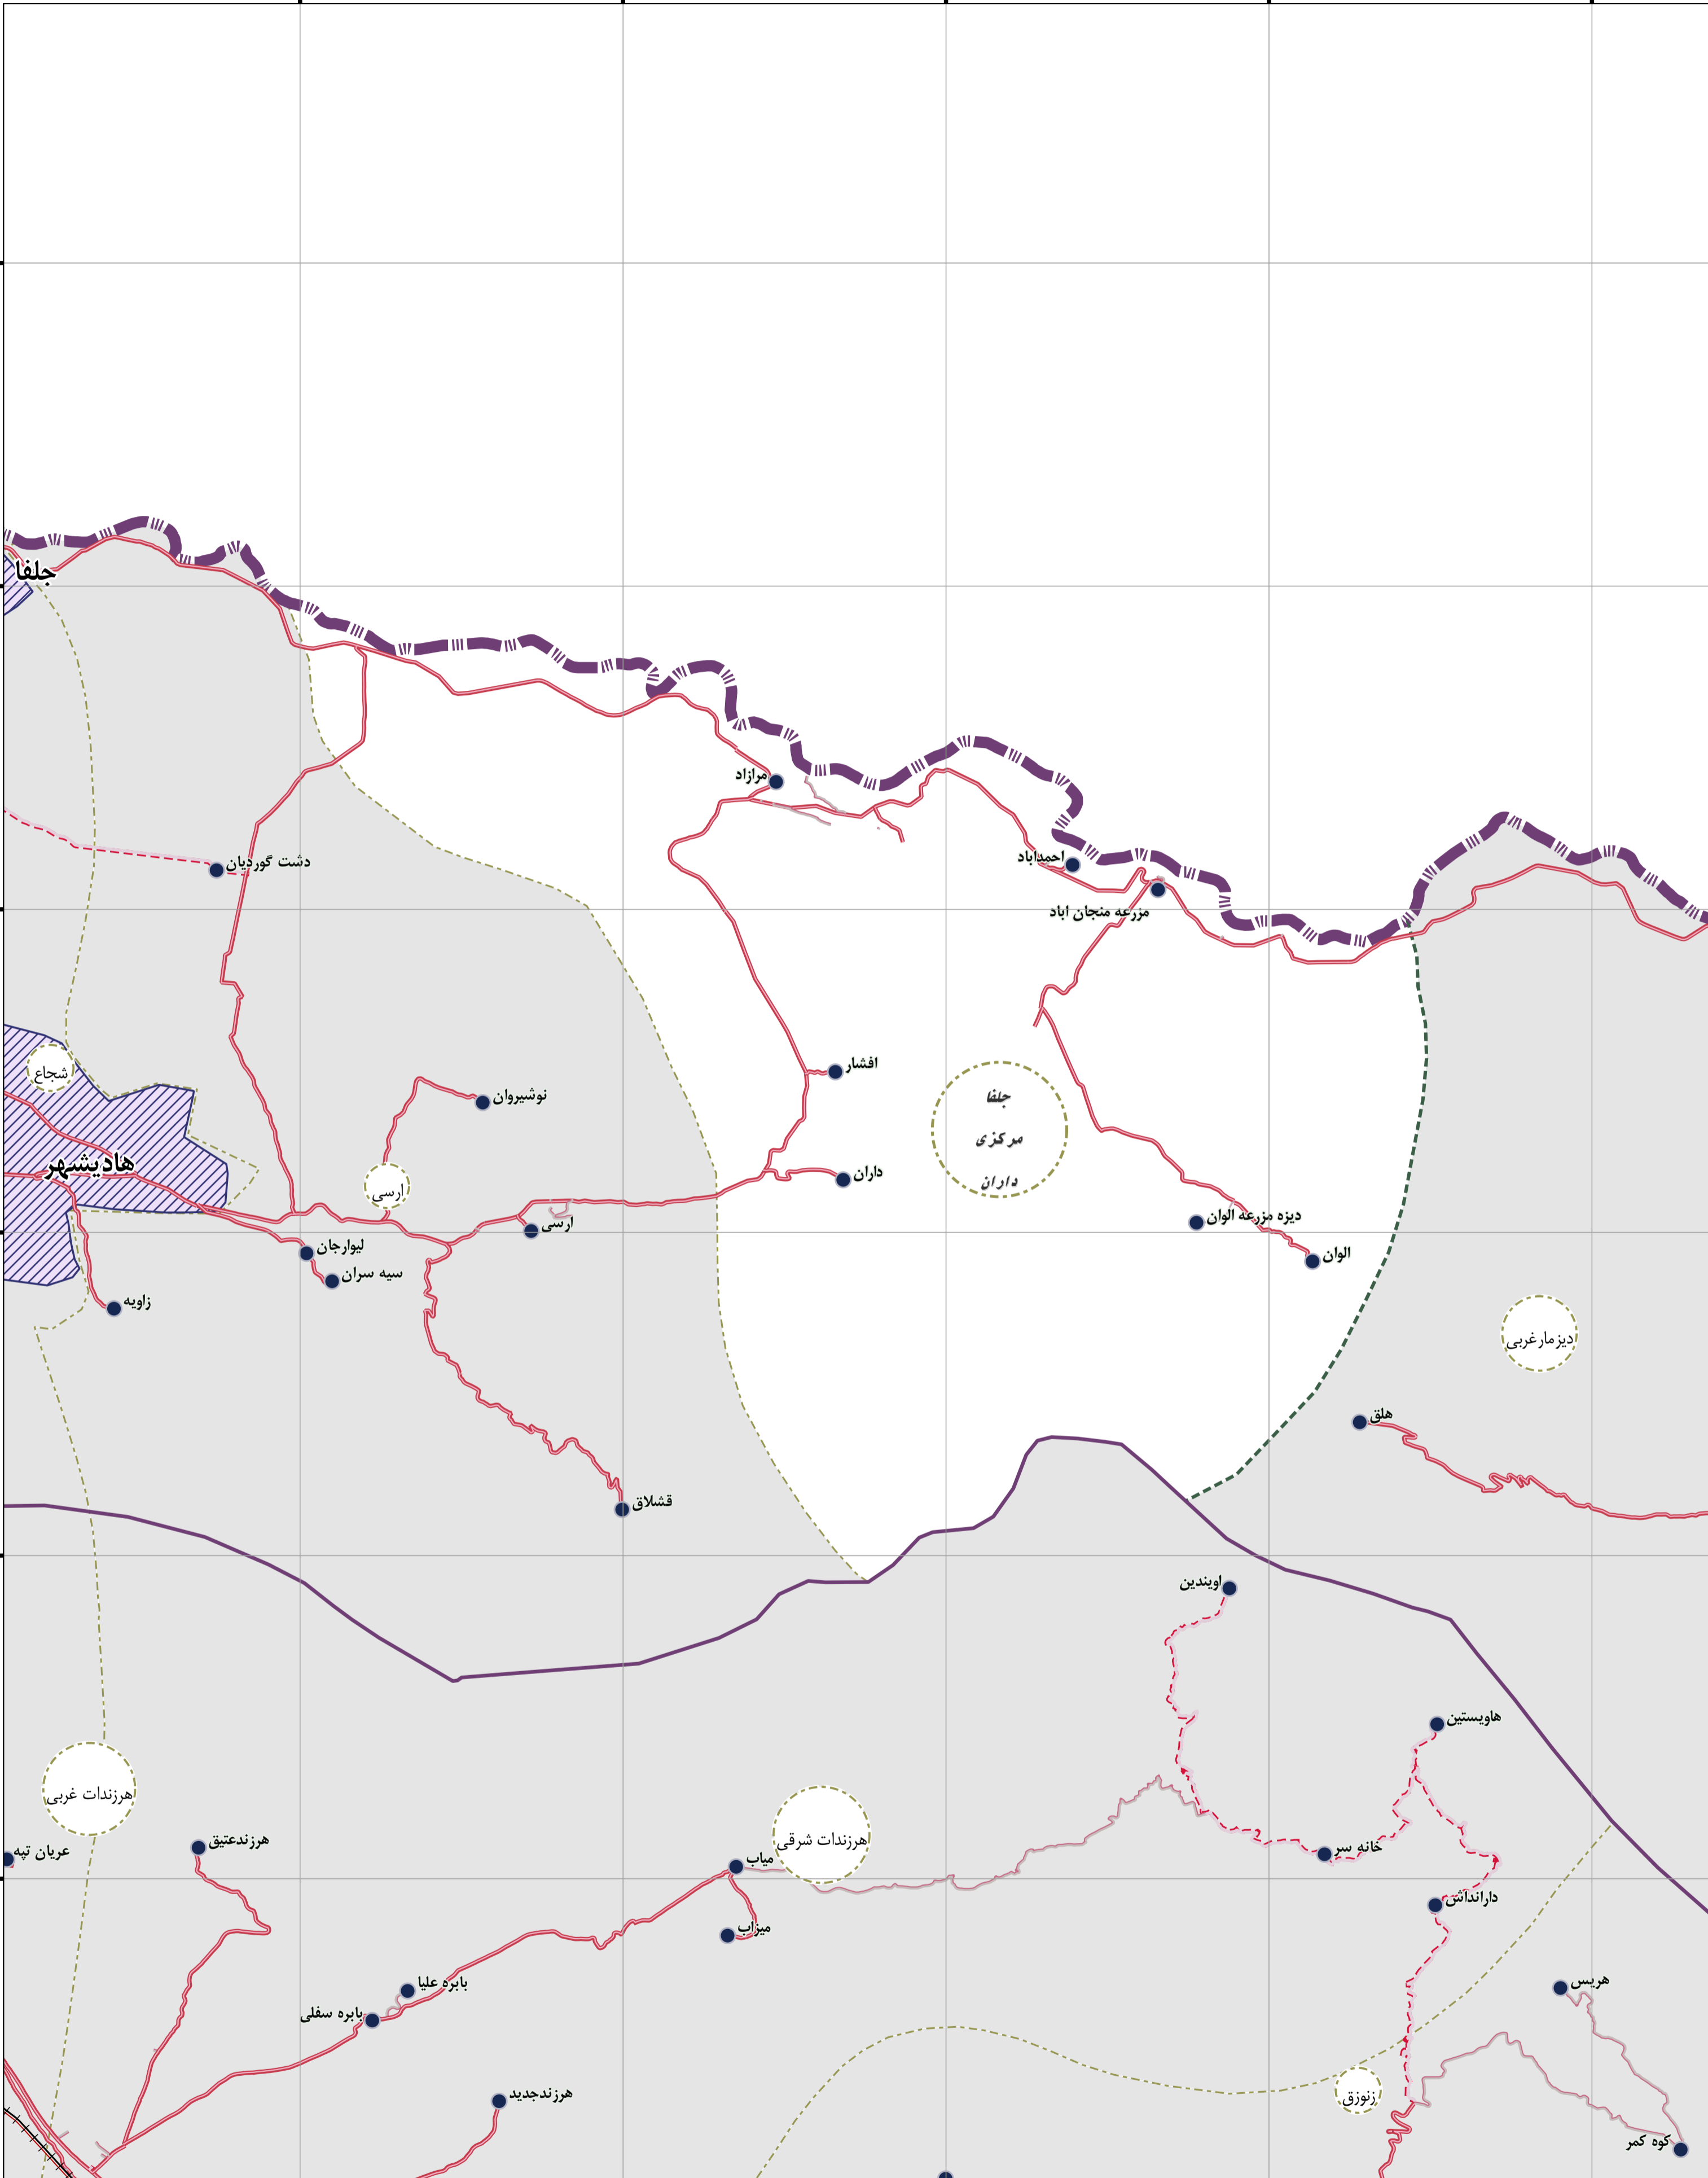 جلفا
مرازاد
دشت گوردیان
احمداباد
مزرعه منجان اباد
شجاع
افشار
نوشیروان
جلفا
مرکزی
داران
هادیشهر
داران
ارسی
ارسی
دیزه مزرعه الوان
الوان
لیوارجان
سیه سران
زاویه
دیزمارغربی
هلق
قشلاق
اویندین
هاویستین
هرزندات غربی
هرزندات شرقی
هرزندعتیق
عریان تپه
میاب
خانه سر
دارانداش
میزاب
بابره علیا
بابره سفلی
هریس
هرزندجدید
زنوزق
کوه کمر